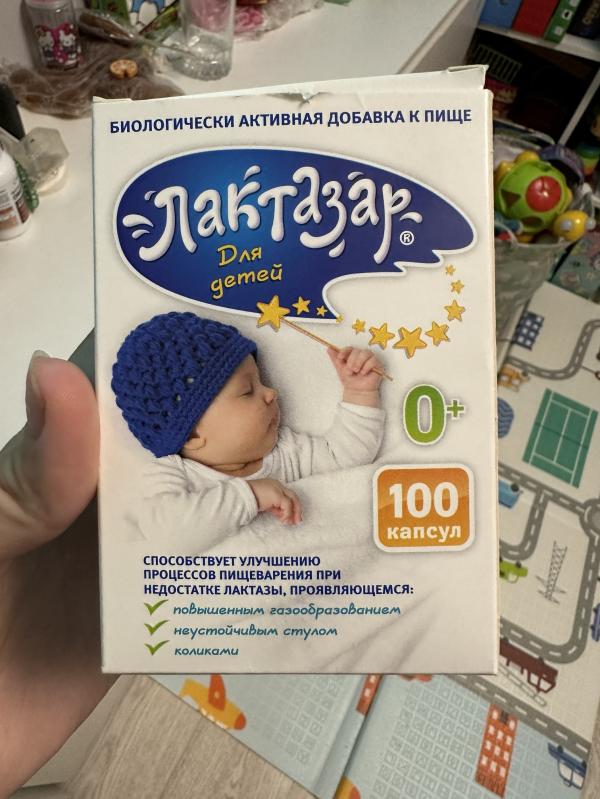 БИОЛОГИЧЕСКИ АКТИВНАЯ ДОБАВКА К ПИЩЕ
Лактазар®
Для
детей
0+
100
капсул
СПОСОБСТВУЕТ УЛУЧШЕНИЮ
ПРОЦЕССОВ ПИЩЕВАРЕНИЯ ПРИ
НЕДОСТАТКЕ ЛАКТАЗЫ, ПРОЯВЛЯЮЩЕМСЯ:
повышенным газообразованием
неустойчивым стулом
коликами